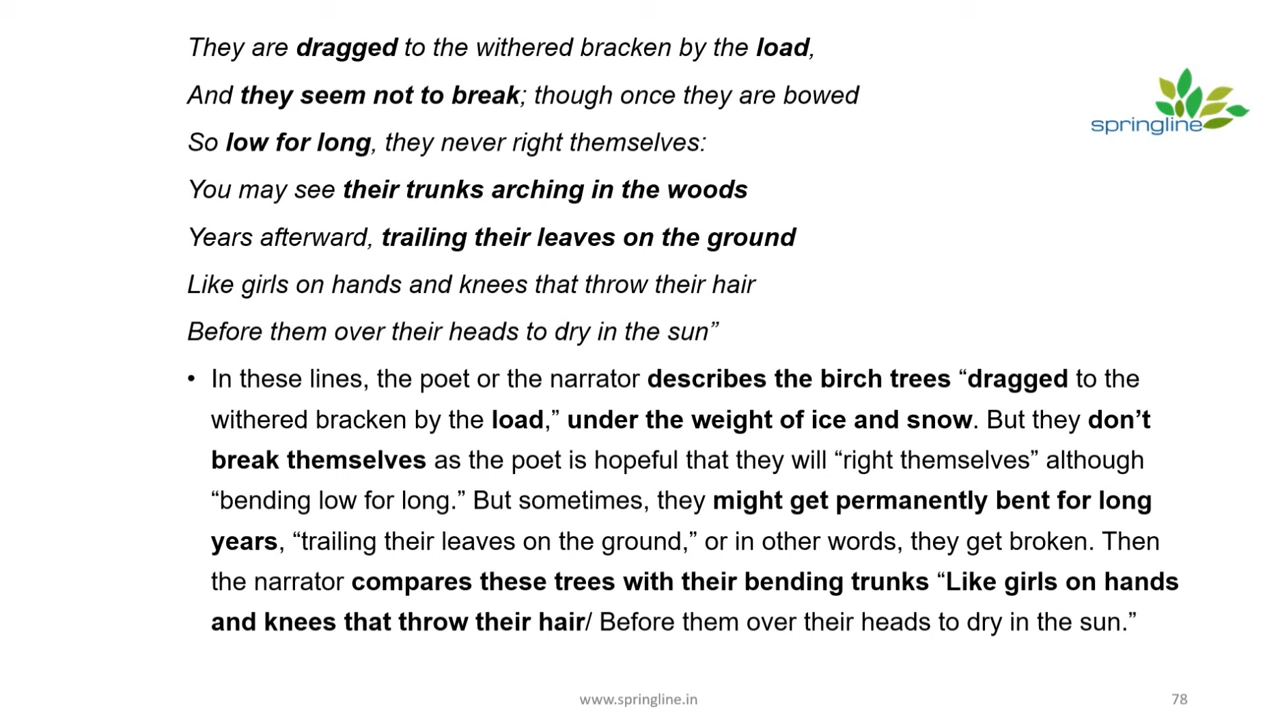 They are dragged to the withered bracken by the load,
And they seem not to break; though once they are bowed
So low for long, they never right themselves:
You may see their trunks arching in the woods
Years afterward, trailing their leaves on the ground
Like girls on hands and knees that throw their hair
Before them over their heads to dry in the sun”
springline
• In these lines, the poet or the narrator describes the birch trees “dragged to the
withered bracken by the load,” under the weight of ice and snow. But they don’t
break themselves as the poet is hopeful that they will “right themselves” although
“bending low for long.” But sometimes, they might get permanently bent for long
years, “trailing their leaves on the ground,” or in other words, they get broken. Then
the narrator compares these trees with their bending trunks “Like girls on hands
and knees that throw their hair/ Before them over their heads to dry in the sun.”
www.springline.in
78